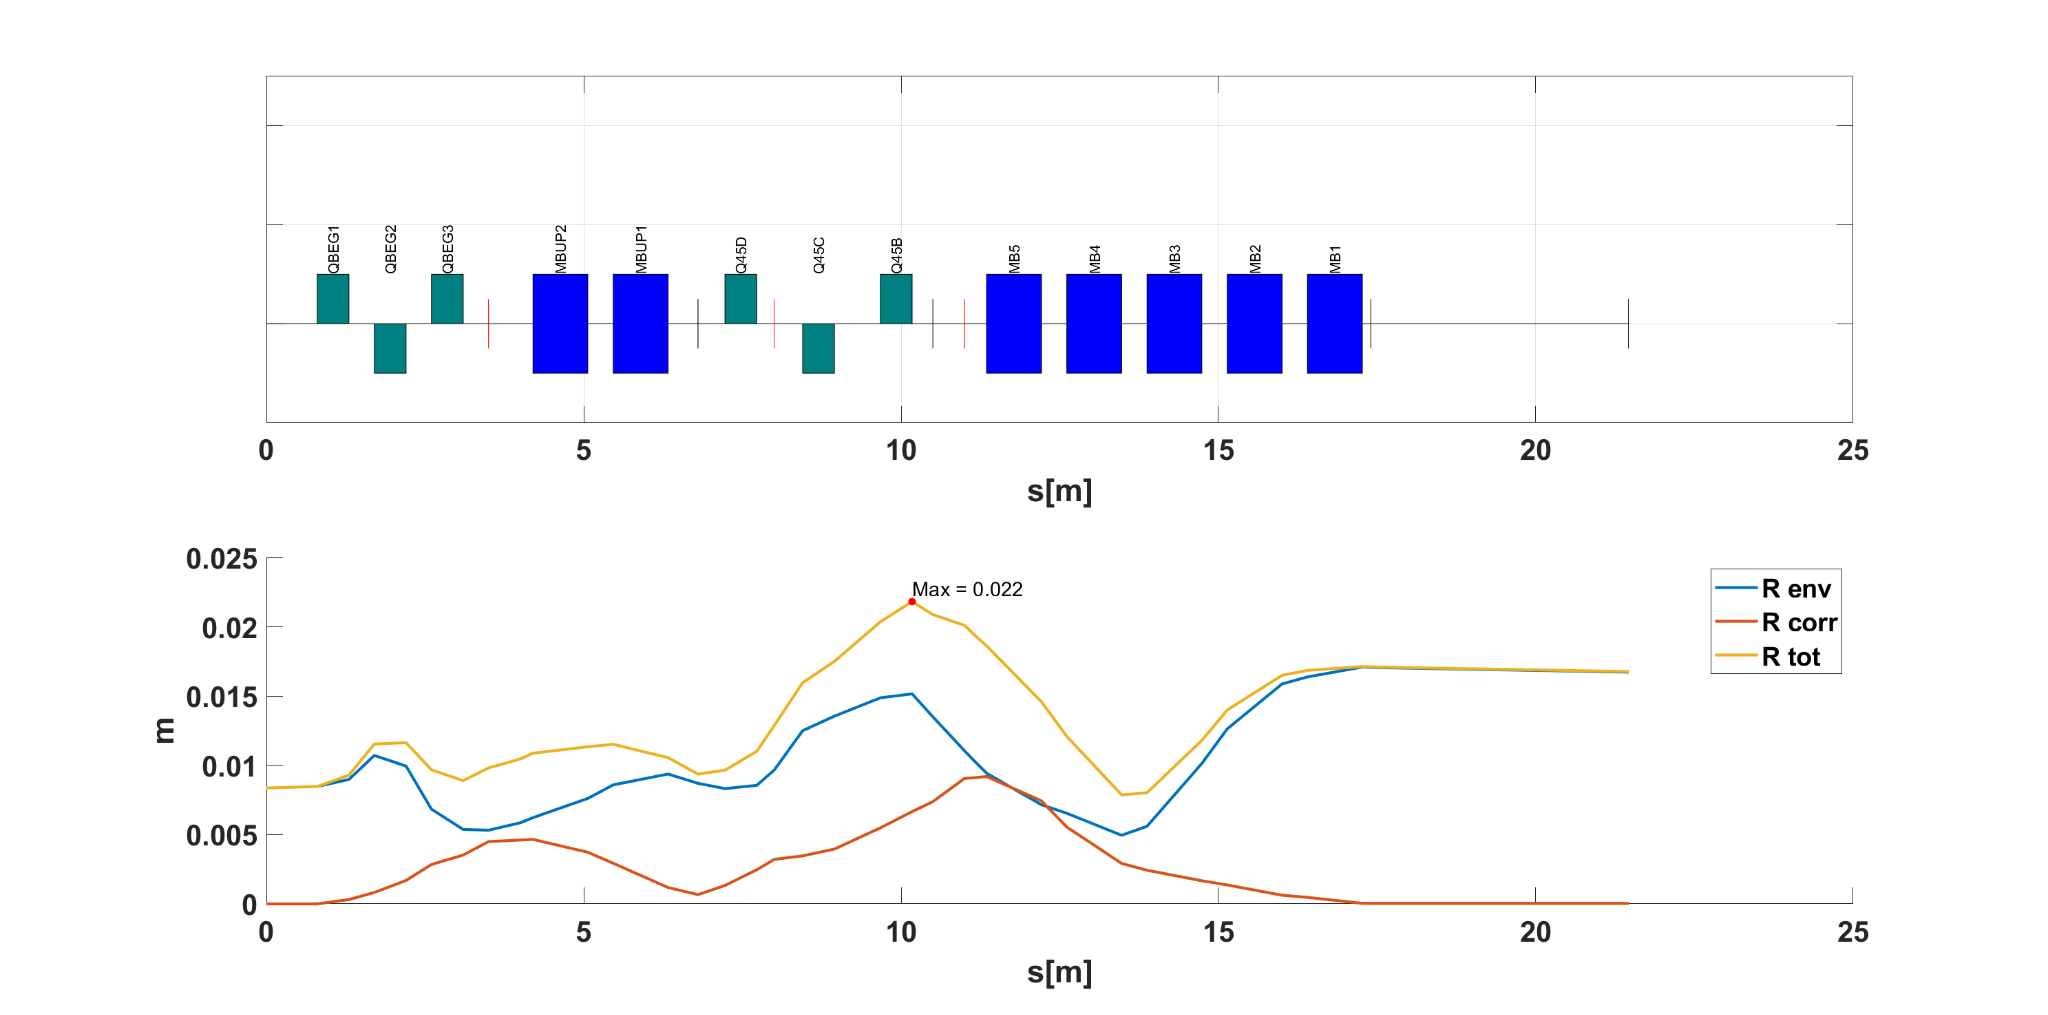 QBEG1
QBEG2
QBEG3
MBUP2
MBUP1
Q45D
Q45C
Q45B
MB5
MB4
MB3
MB2
MB1
0 5 10 15 20 25
s[m]
0.025
0.02
0.015
0.01
0.005
0
m
Max = 0.022
R env
R corr
R tot
0 5 10 15 20 25
s[m]